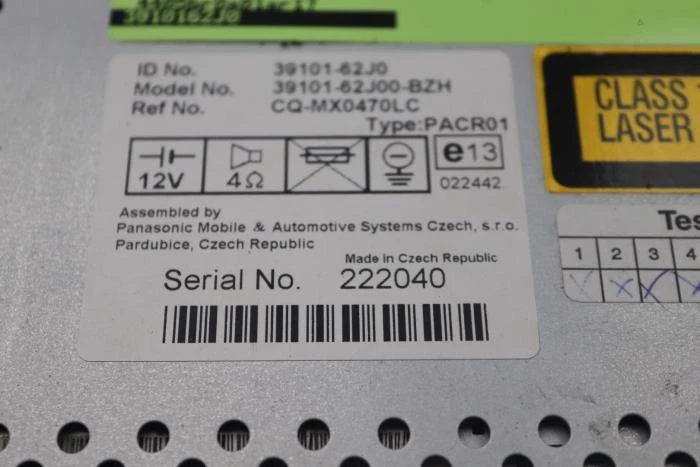 3910162J0
ID No. 39101-62J0
Model No. 39101-62J00-BZH
Ref No. CQ-MX0470LC
Type:PACR01
12V 4Ω e13
022442
Assembled by
Panasonic Mobile & Automotive Systems Czech, s.r.o.
Pardubice, Czech Republic
Made in Czech Republic
Serial No. 222040
CLASS
LASER
1 2 3 4